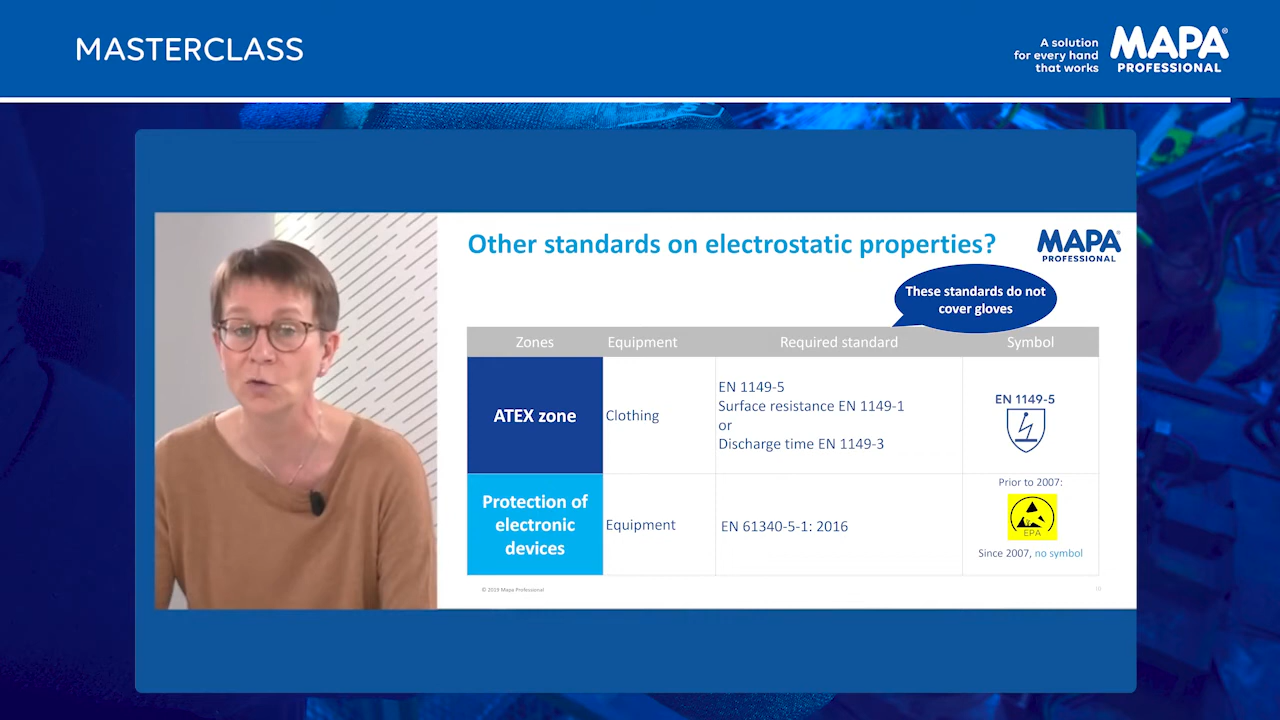 MASTERCLASS
A solution
for every hand
that works
MAPA®
PROFESSIONAL
Other standards on electrostatic properties?
MAPA®
PROFESSIONAL
These standards do not
cover gloves
Zones Equipment Required standard Symbol
ATEX zone
Clothing
EN 1149-5
Surface resistance EN 1149-1
or
Discharge time EN 1149-3
EN 1149-5
Protection of
electronic
devices
Equipment
EN 61340-5-1: 2016
Prior to 2007:
EPA
Since 2007, no symbol
© 2019 Mapa Professional